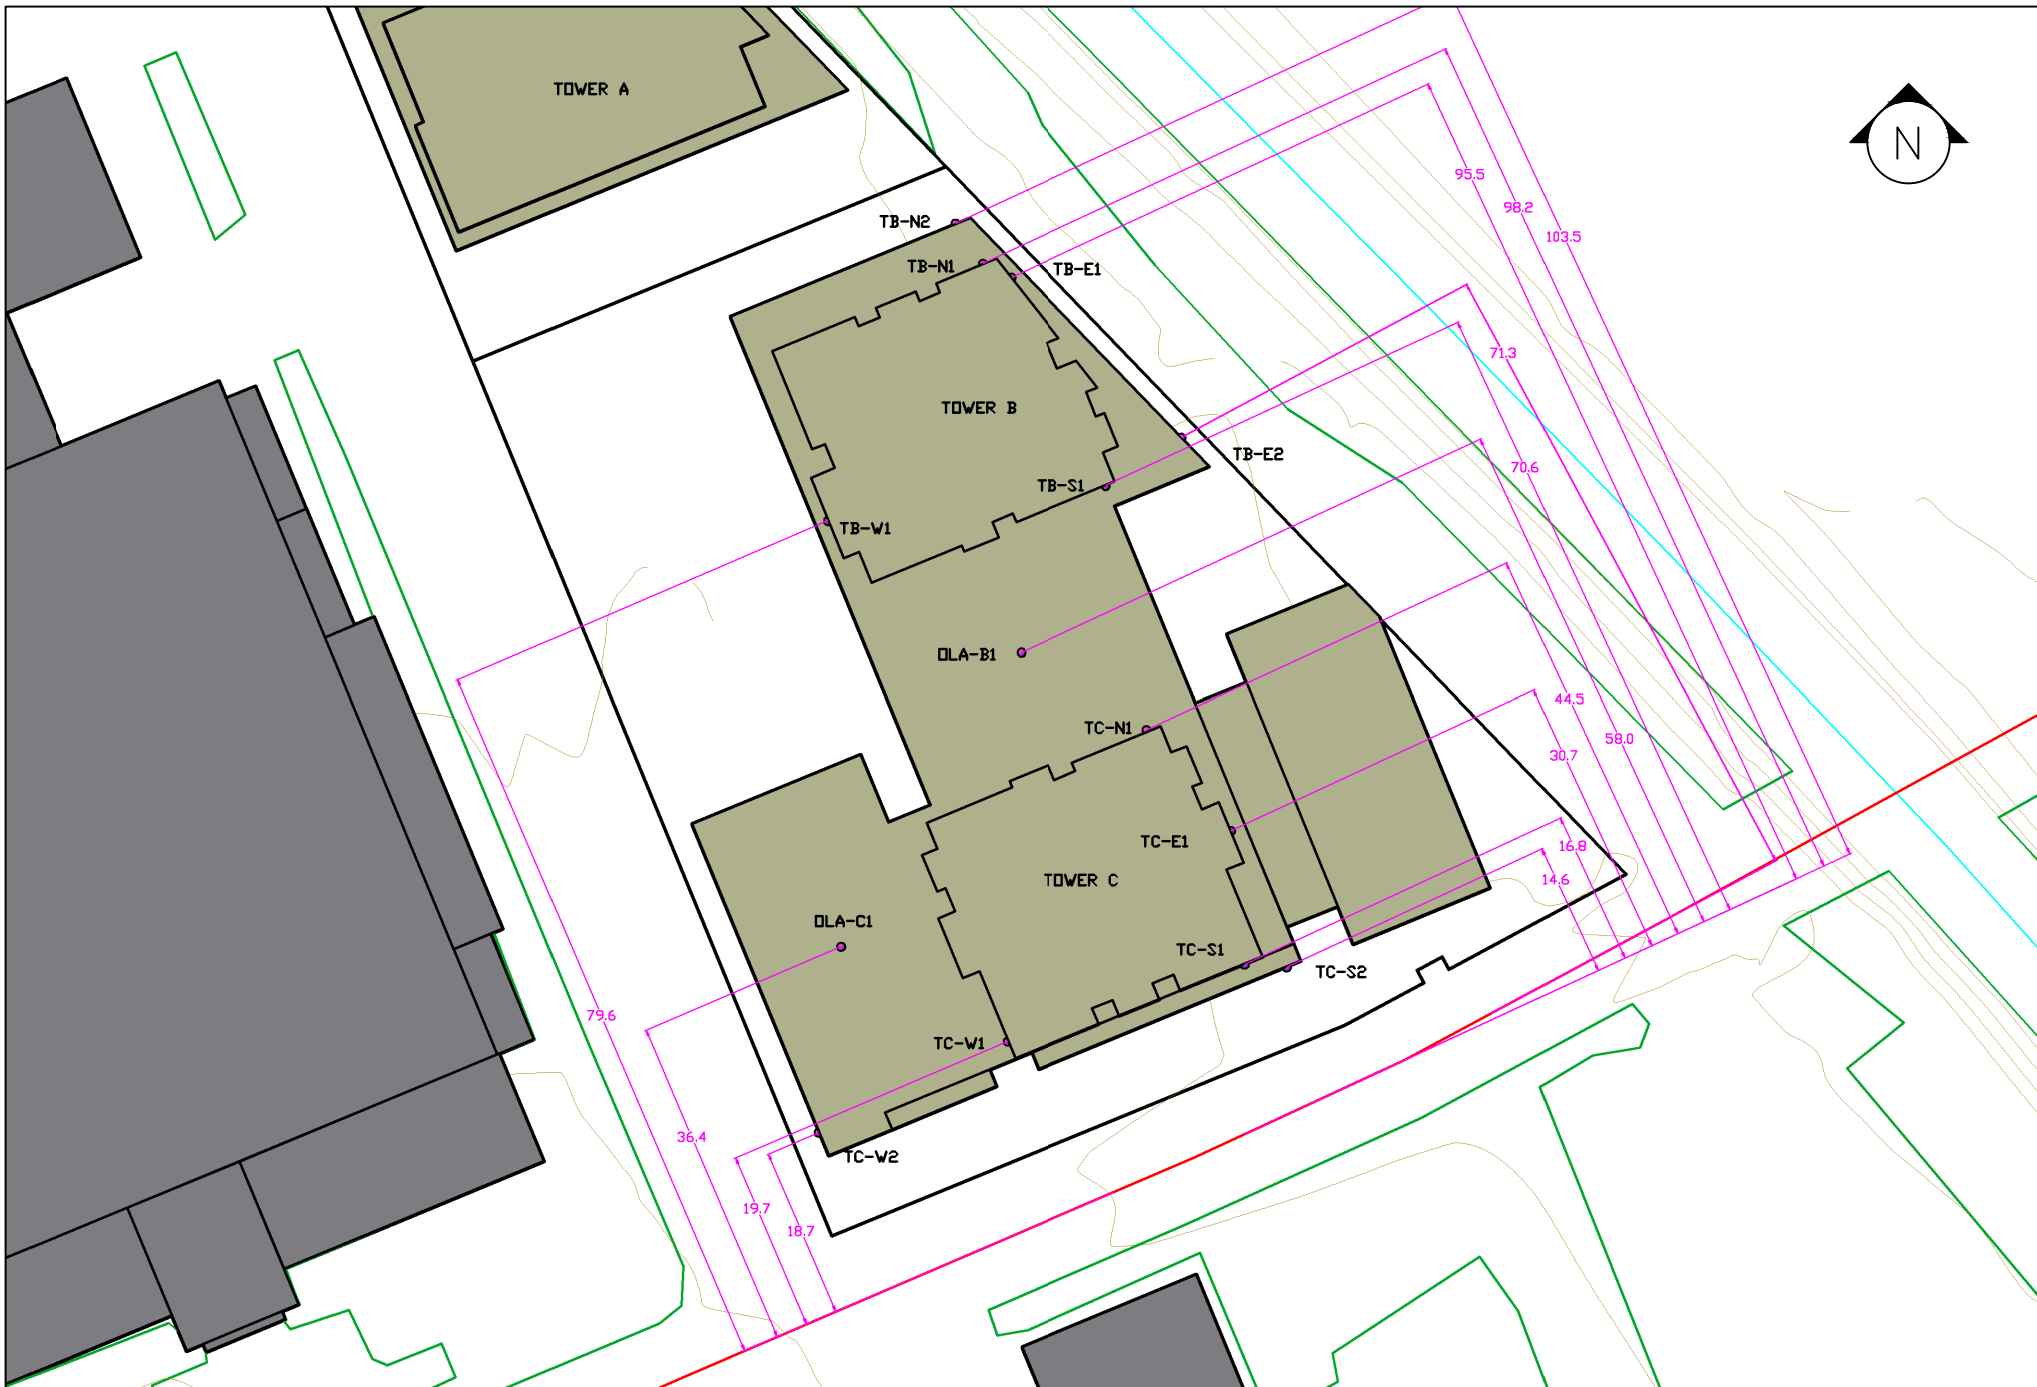 TOWER A
N
95.5
98.2
TB-N2
103.5
TB-N1
TB-E1
71.3
TOWER B
TB-E2
70.6
TB-S1
TB-W1
OLA-B1
44.5
TC-N1
58.0
30.7
TC-E1
16.8
TOWER C
14.6
OLA-C1
TC-S1
TC-S2
79.6
TC-W1
36.4
TC-W2
19.7
18.7